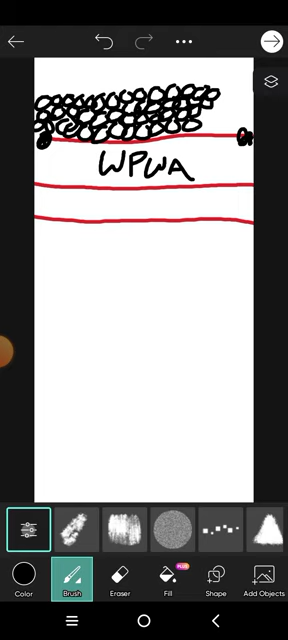 WPWA
PLUS
Color
Brush
Eraser
Fill
Shape
Add Objects